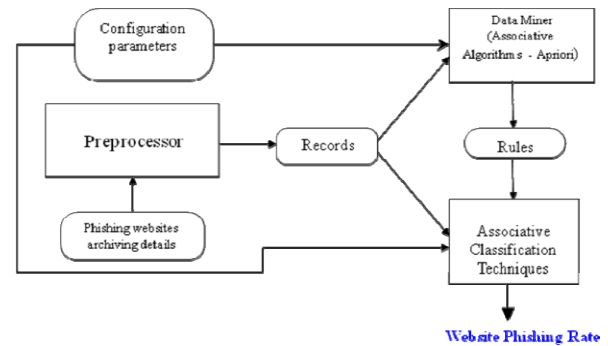 Configuration
parameters
Data Miner
(Associative
Algorithms - Apriori)
Preprocessor
Records
Rules
Phishing websites
archiving details
Associative
Classification
Techniques
Website Phishing Rate